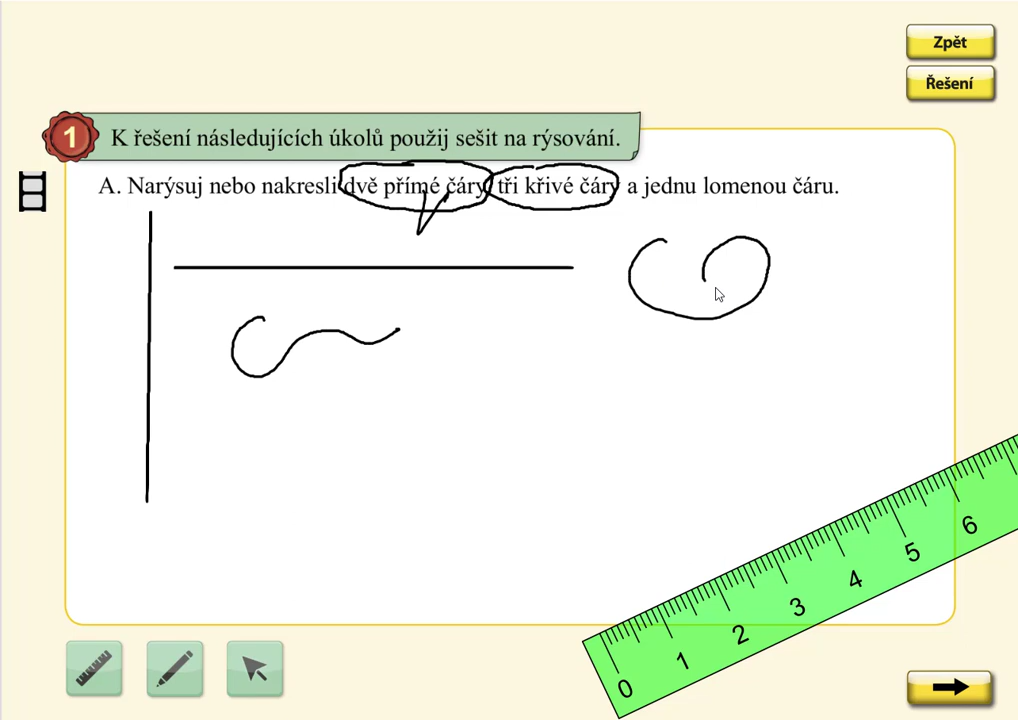 Zpět
Řešení
1 K řešení následujících úkolů použij sešit na rýsování.
A. Narýsuj nebo nakresli dvě přímé čáry, tři křivé čáry a jednu lomenou čáru.
0 1 2 3 4 5 6